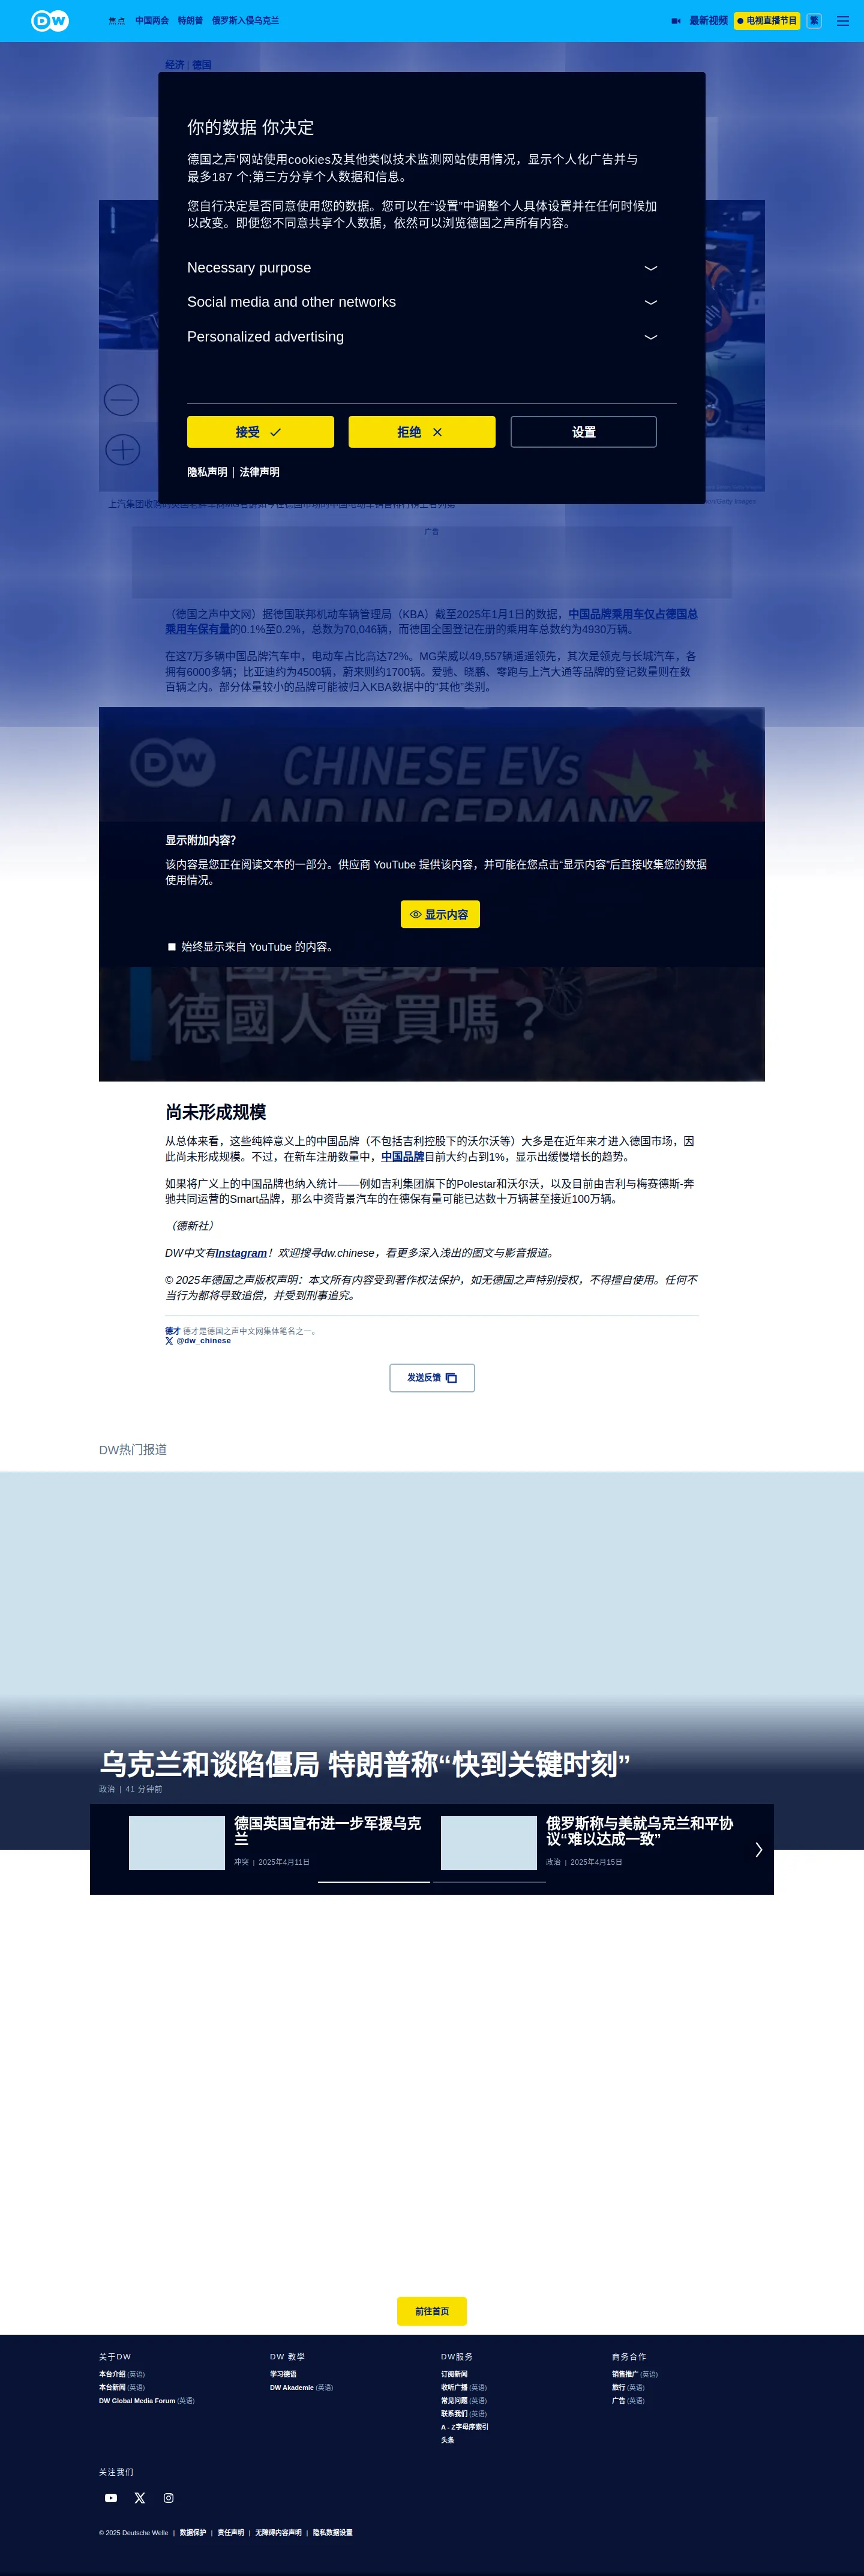 DW
焦点 中国两会 特朗普 俄罗斯入侵乌克兰
最新视频 电视直播节目 繁
经济 | 德国
你的数据 你决定
德国之声'网站使用cookies及其他类似技术监测网站使用情况，显示个人化广告并与
最多187 个;第三方分享个人数据和信息。
您自行决定是否同意使用您的数据。您可以在“设置”中调整个人具体设置并在任何时候加
以改变。即便您不同意共享个人数据，依然可以浏览德国之声所有内容。
Necessary purpose
Social media and other networks
Personalized advertising
接受
拒绝
设置
隐私声明 | 法律声明
广告
（德国之声中文网）据德国联邦机动车辆管理局（KBA）截至2025年1月1日的数据，中国品牌乘用车仅占德国总
乘用车保有量的0.1%至0.2%，总数为70,046辆，而德国全国登记在册的乘用车总数约为4930万辆。
在这7万多辆中国品牌汽车中，电动车占比高达72%。MG荣威以49,557辆遥遥领先，其次是领克与长城汽车，各
拥有6000多辆；比亚迪约为4500辆，蔚来则约1700辆。爱驰、晓鹏、零跑与上汽大通等品牌的登记数量则在数
百辆之内。部分体量较小的品牌可能被归入KBA数据中的“其他”类别。
DW
CHINESE EVs
LAND IN GERMANY
显示附加内容？
该内容是您正在阅读文本的一部分。供应商 YouTube 提供该内容，并可能在您点击“显示内容”后直接收集您的数据
使用情况。
显示内容
始终显示来自 YouTube 的内容。
德國人會買嗎？
尚未形成规模
从总体来看，这些纯粹意义上的中国品牌（不包括吉利控股下的沃尔沃等）大多是在近年来才进入德国市场，因
此尚未形成规模。不过，在新车注册数量中，中国品牌目前大约占到1%，显示出缓慢增长的趋势。
如果将广义上的中国品牌也纳入统计——例如吉利集团旗下的Polestar和沃尔沃，以及目前由吉利与梅赛德斯-奔
驰共同运营的Smart品牌，那么中资背景汽车的在德保有量可能已达数十万辆甚至接近100万辆。
（德新社）
DW中文有Instagram！欢迎搜寻dw.chinese，看更多深入浅出的图文与影音报道。
© 2025年德国之声版权声明：本文所有内容受到著作权法保护，如无德国之声特别授权，不得擅自使用。任何不
当行为都将导致追偿，并受到刑事追究。
德才 德才是德国之声中文网集体笔名之一。
@dw_chinese
发送反馈
DW热门报道
乌克兰和谈陷僵局 特朗普称“快到关键时刻”
政治 | 41 分钟前
德国英国宣布进一步军援乌克
兰
冲突 | 2025年4月11日
俄罗斯称与美就乌克兰和平协
议“难以达成一致”
政治 | 2025年4月15日
前往首页
关于DW
本台介绍 (英语)
本台新闻 (英语)
DW Global Media Forum (英语)
DW 教學
学习德语
DW Akademie (英语)
DW服务
订阅新闻
收听广播 (英语)
常见问题 (英语)
联系我们 (英语)
A - Z字母序索引
头条
商务合作
销售推广 (英语)
旅行 (英语)
广告 (英语)
关注我们
© 2025 Deutsche Welle | 数据保护 | 责任声明 | 无障碍内容声明 | 隐私数据设置